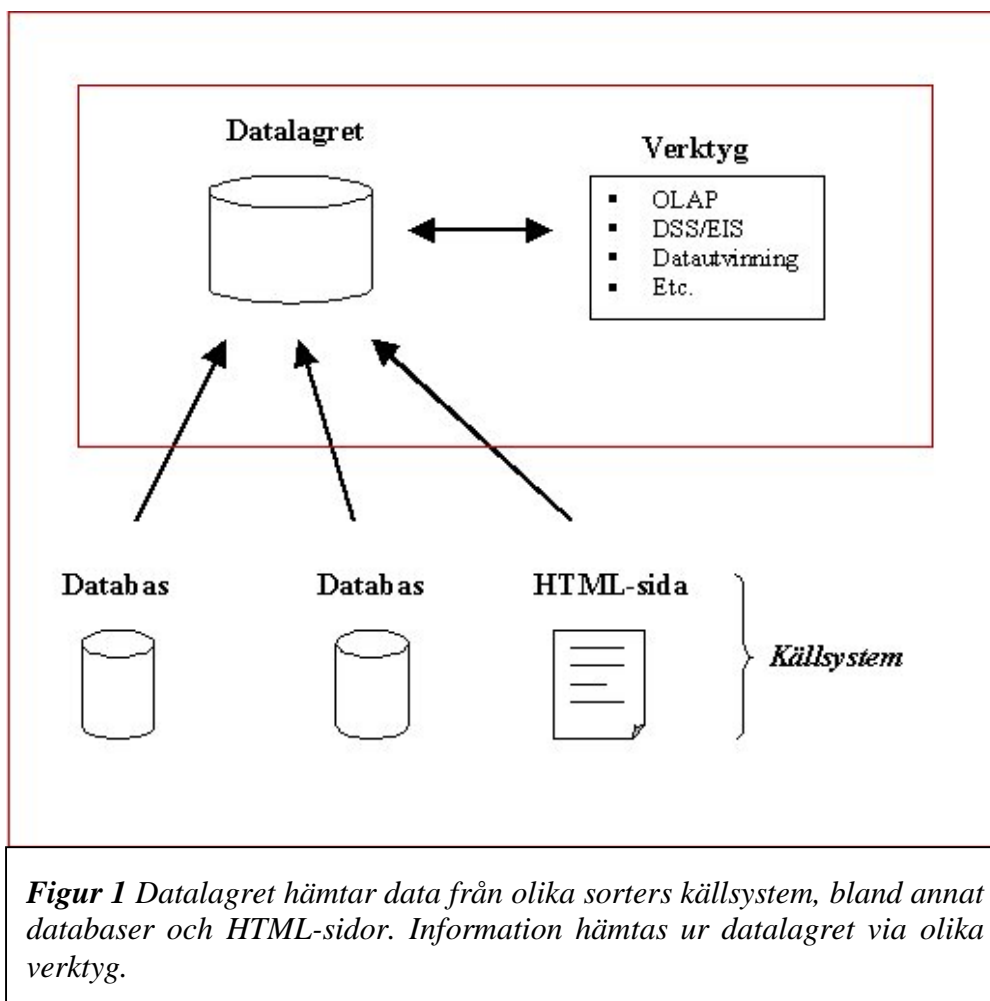 Datalagret
Verktyg
▪ OLAP
▪ DSS/EIS
▪ Datautvinning
▪ Etc.
Databas
Databas
HTML-sida
Källsystem
Figur 1 Datalagret hämtar data från olika sorters källsystem, bland annat
databaser och HTML-sidor. Information hämtas ur datalagret via olika
verktyg.